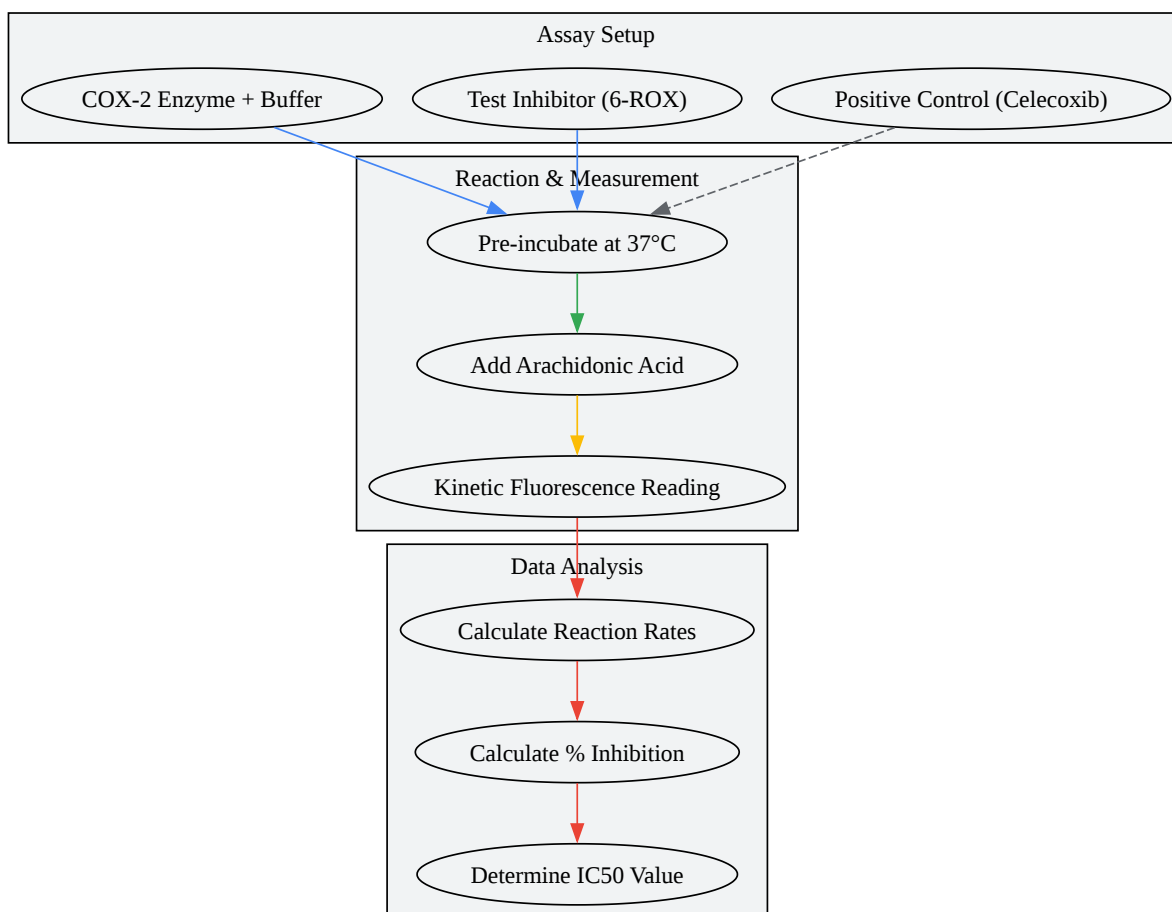 Assay Setup
COX-2 Enzyme + Buffer
Test Inhibitor (6-ROX)
Positive Control (Celecoxib)
Reaction & Measurement
Pre-incubate at 37°C
Add Arachidonic Acid
Kinetic Fluorescence Reading
Data Analysis
Calculate Reaction Rates
Calculate % Inhibition
Determine IC50 Value